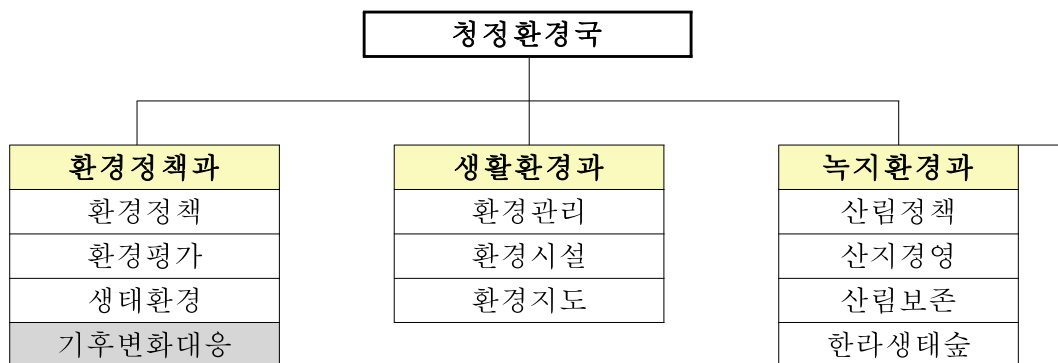 청정환경국
환경정책과
환경정책
환경평가
생태환경
기후변화대응
생활환경과
환경관리
환경시설
환경지도
녹지환경과
산림정책
산지경영
산림보존
한라생태숲